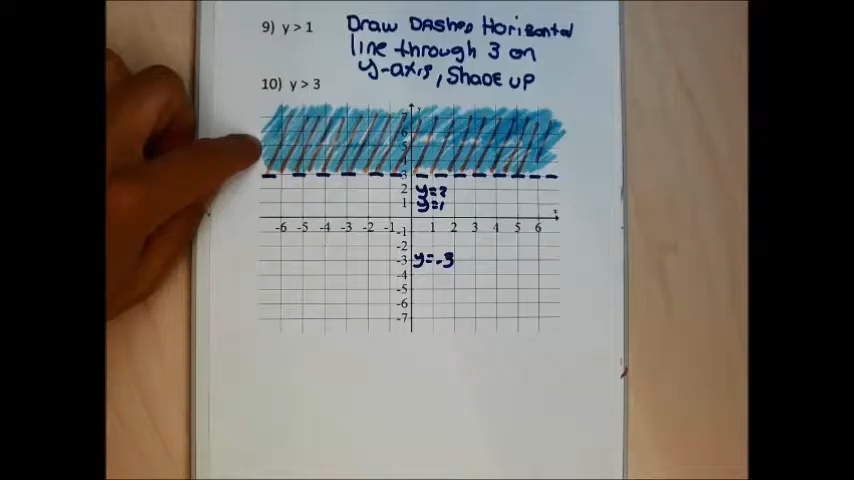 9) y > 1
Draw DAshed Horizontal
line through 3 on
y-axis, ShaDE up
10) y > 3
y
7
6
5
4
3
2
y=2
1
y=1
x
-6 -5 -4 -3 -2 -1 1 2 3 4 5 6
-1
-2
-3
y=-3
-4
-5
-6
-7